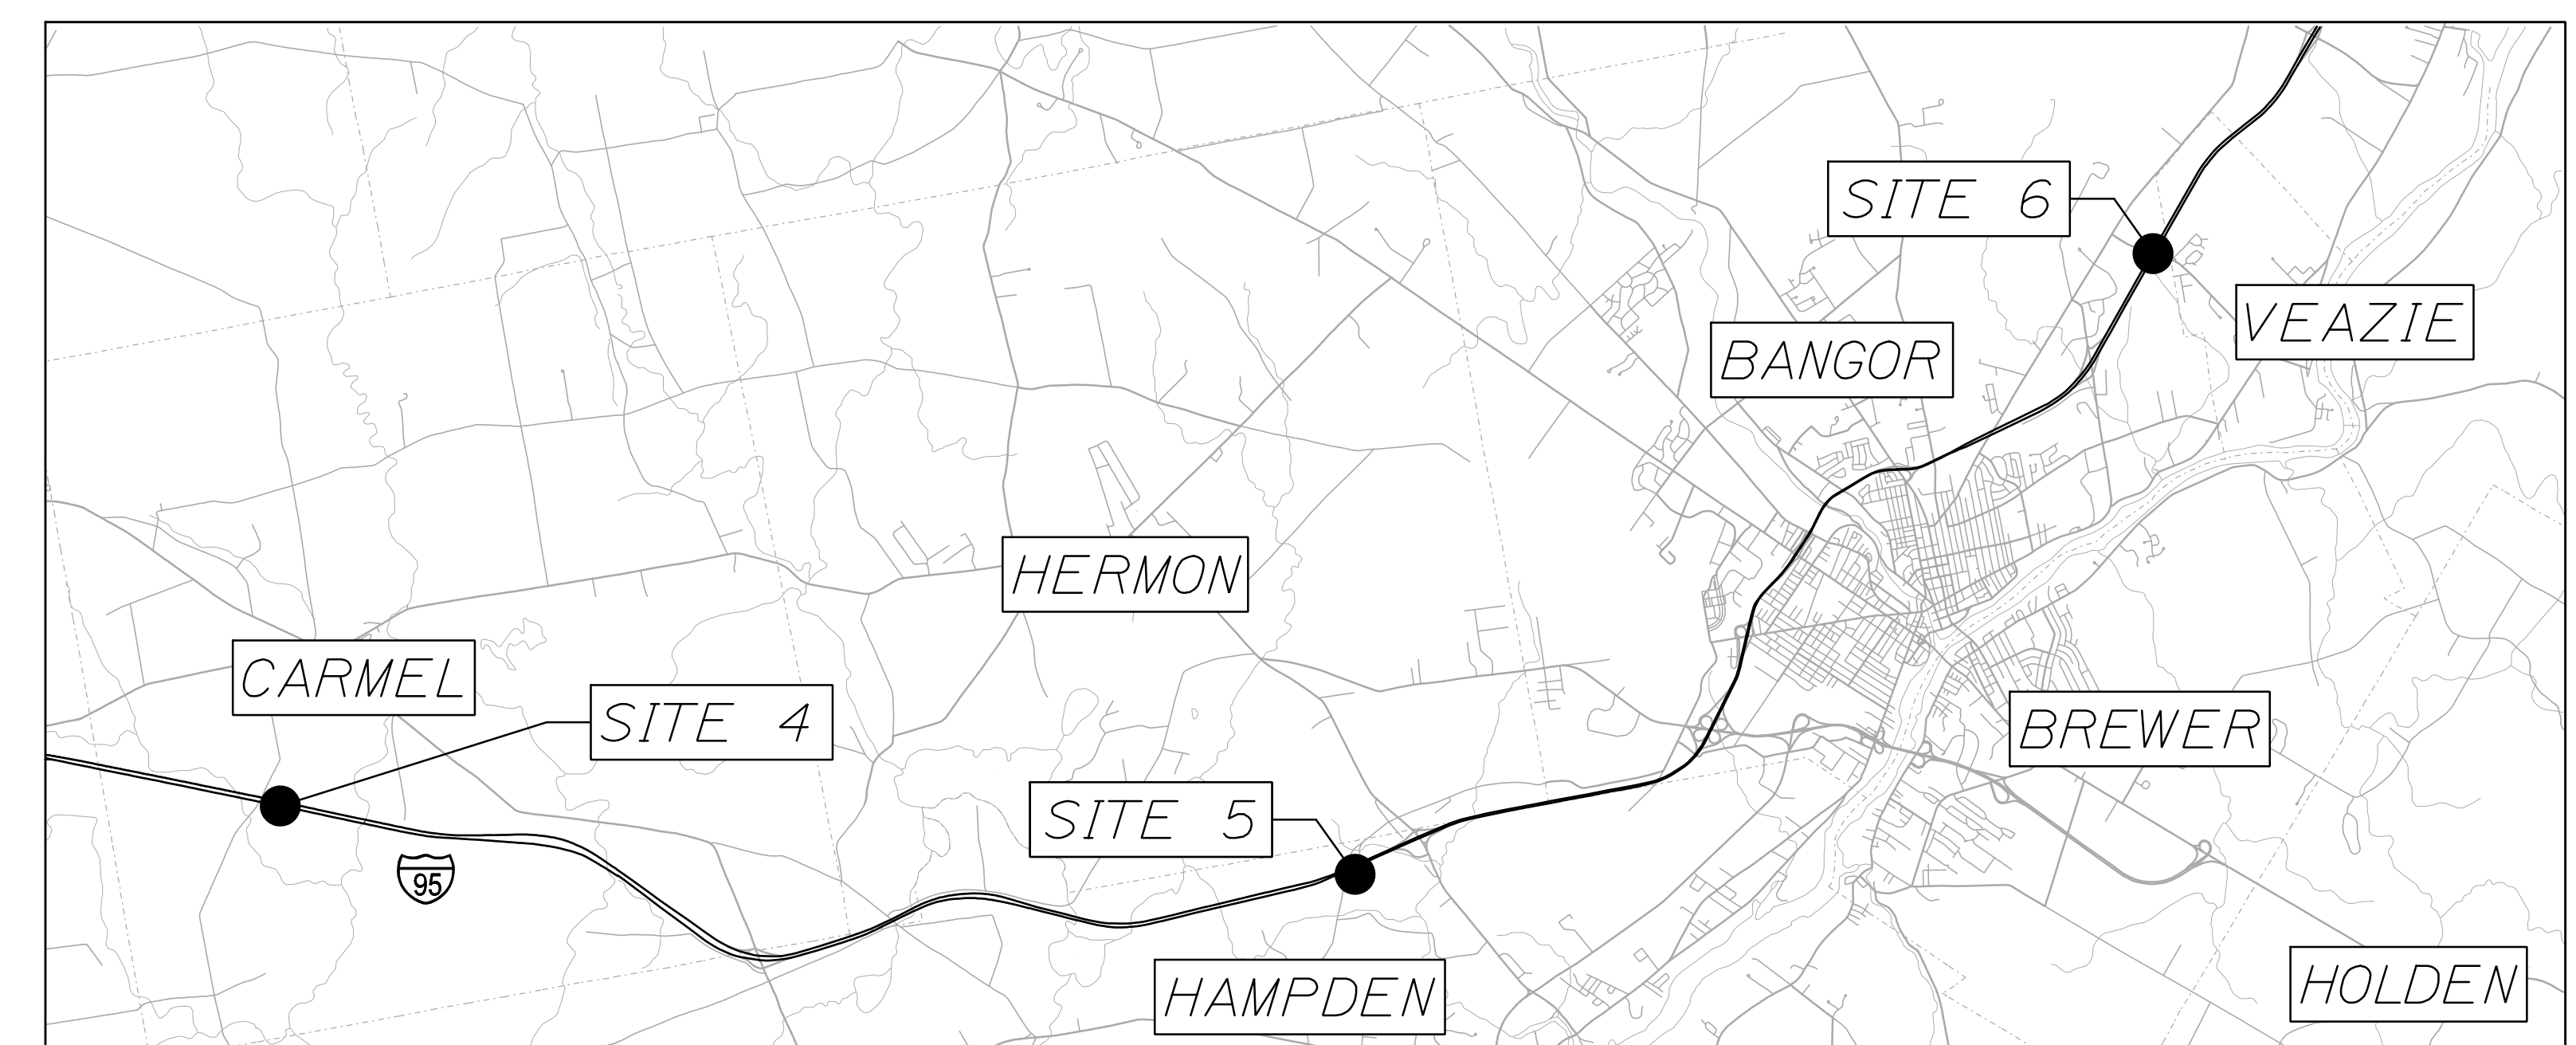 SITE 6
VEAZIE
BANGOR
HERMON
CARMEL
SITE 4
BREWER
SITE 5
95
HAMPDEN
HOLDEN